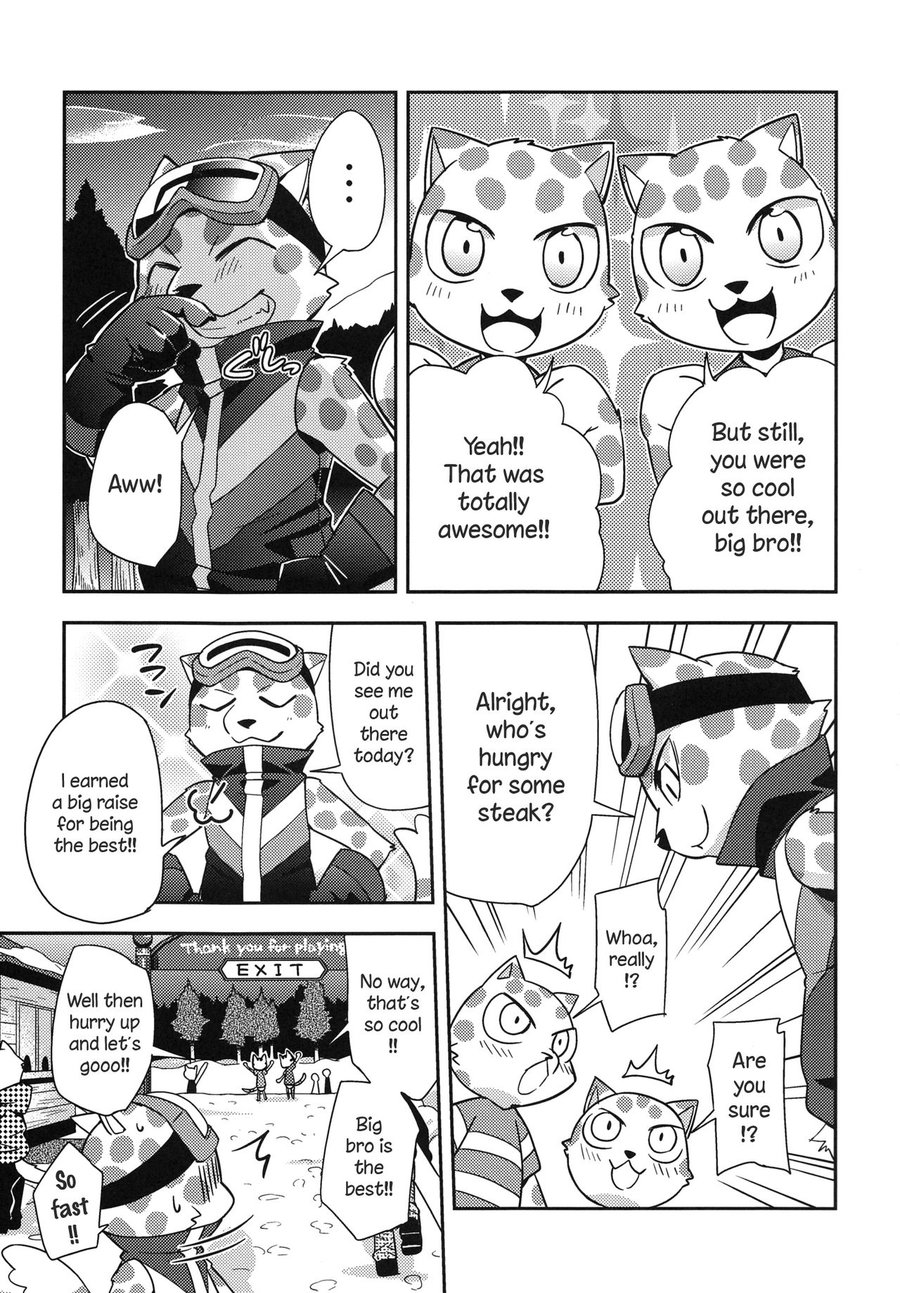 But still,
you were
so cool
out there,
big bro!!
Yeah!!
That was
totally
awesome!!
...
ぐしっ
Aww!
Alright,
who's
hungry
for some
steak?
Whoa,
really
!?
Are
you
sure
!?
Did you
see me
out
there
today?
I earned
a big raise
for being
the best!!
No way,
that's
so cool
!!
Big
bro is
the
best!!
Thank you for playing
EXIT
Well then
hurry up
and let's
gooo!!
So
fast
!!